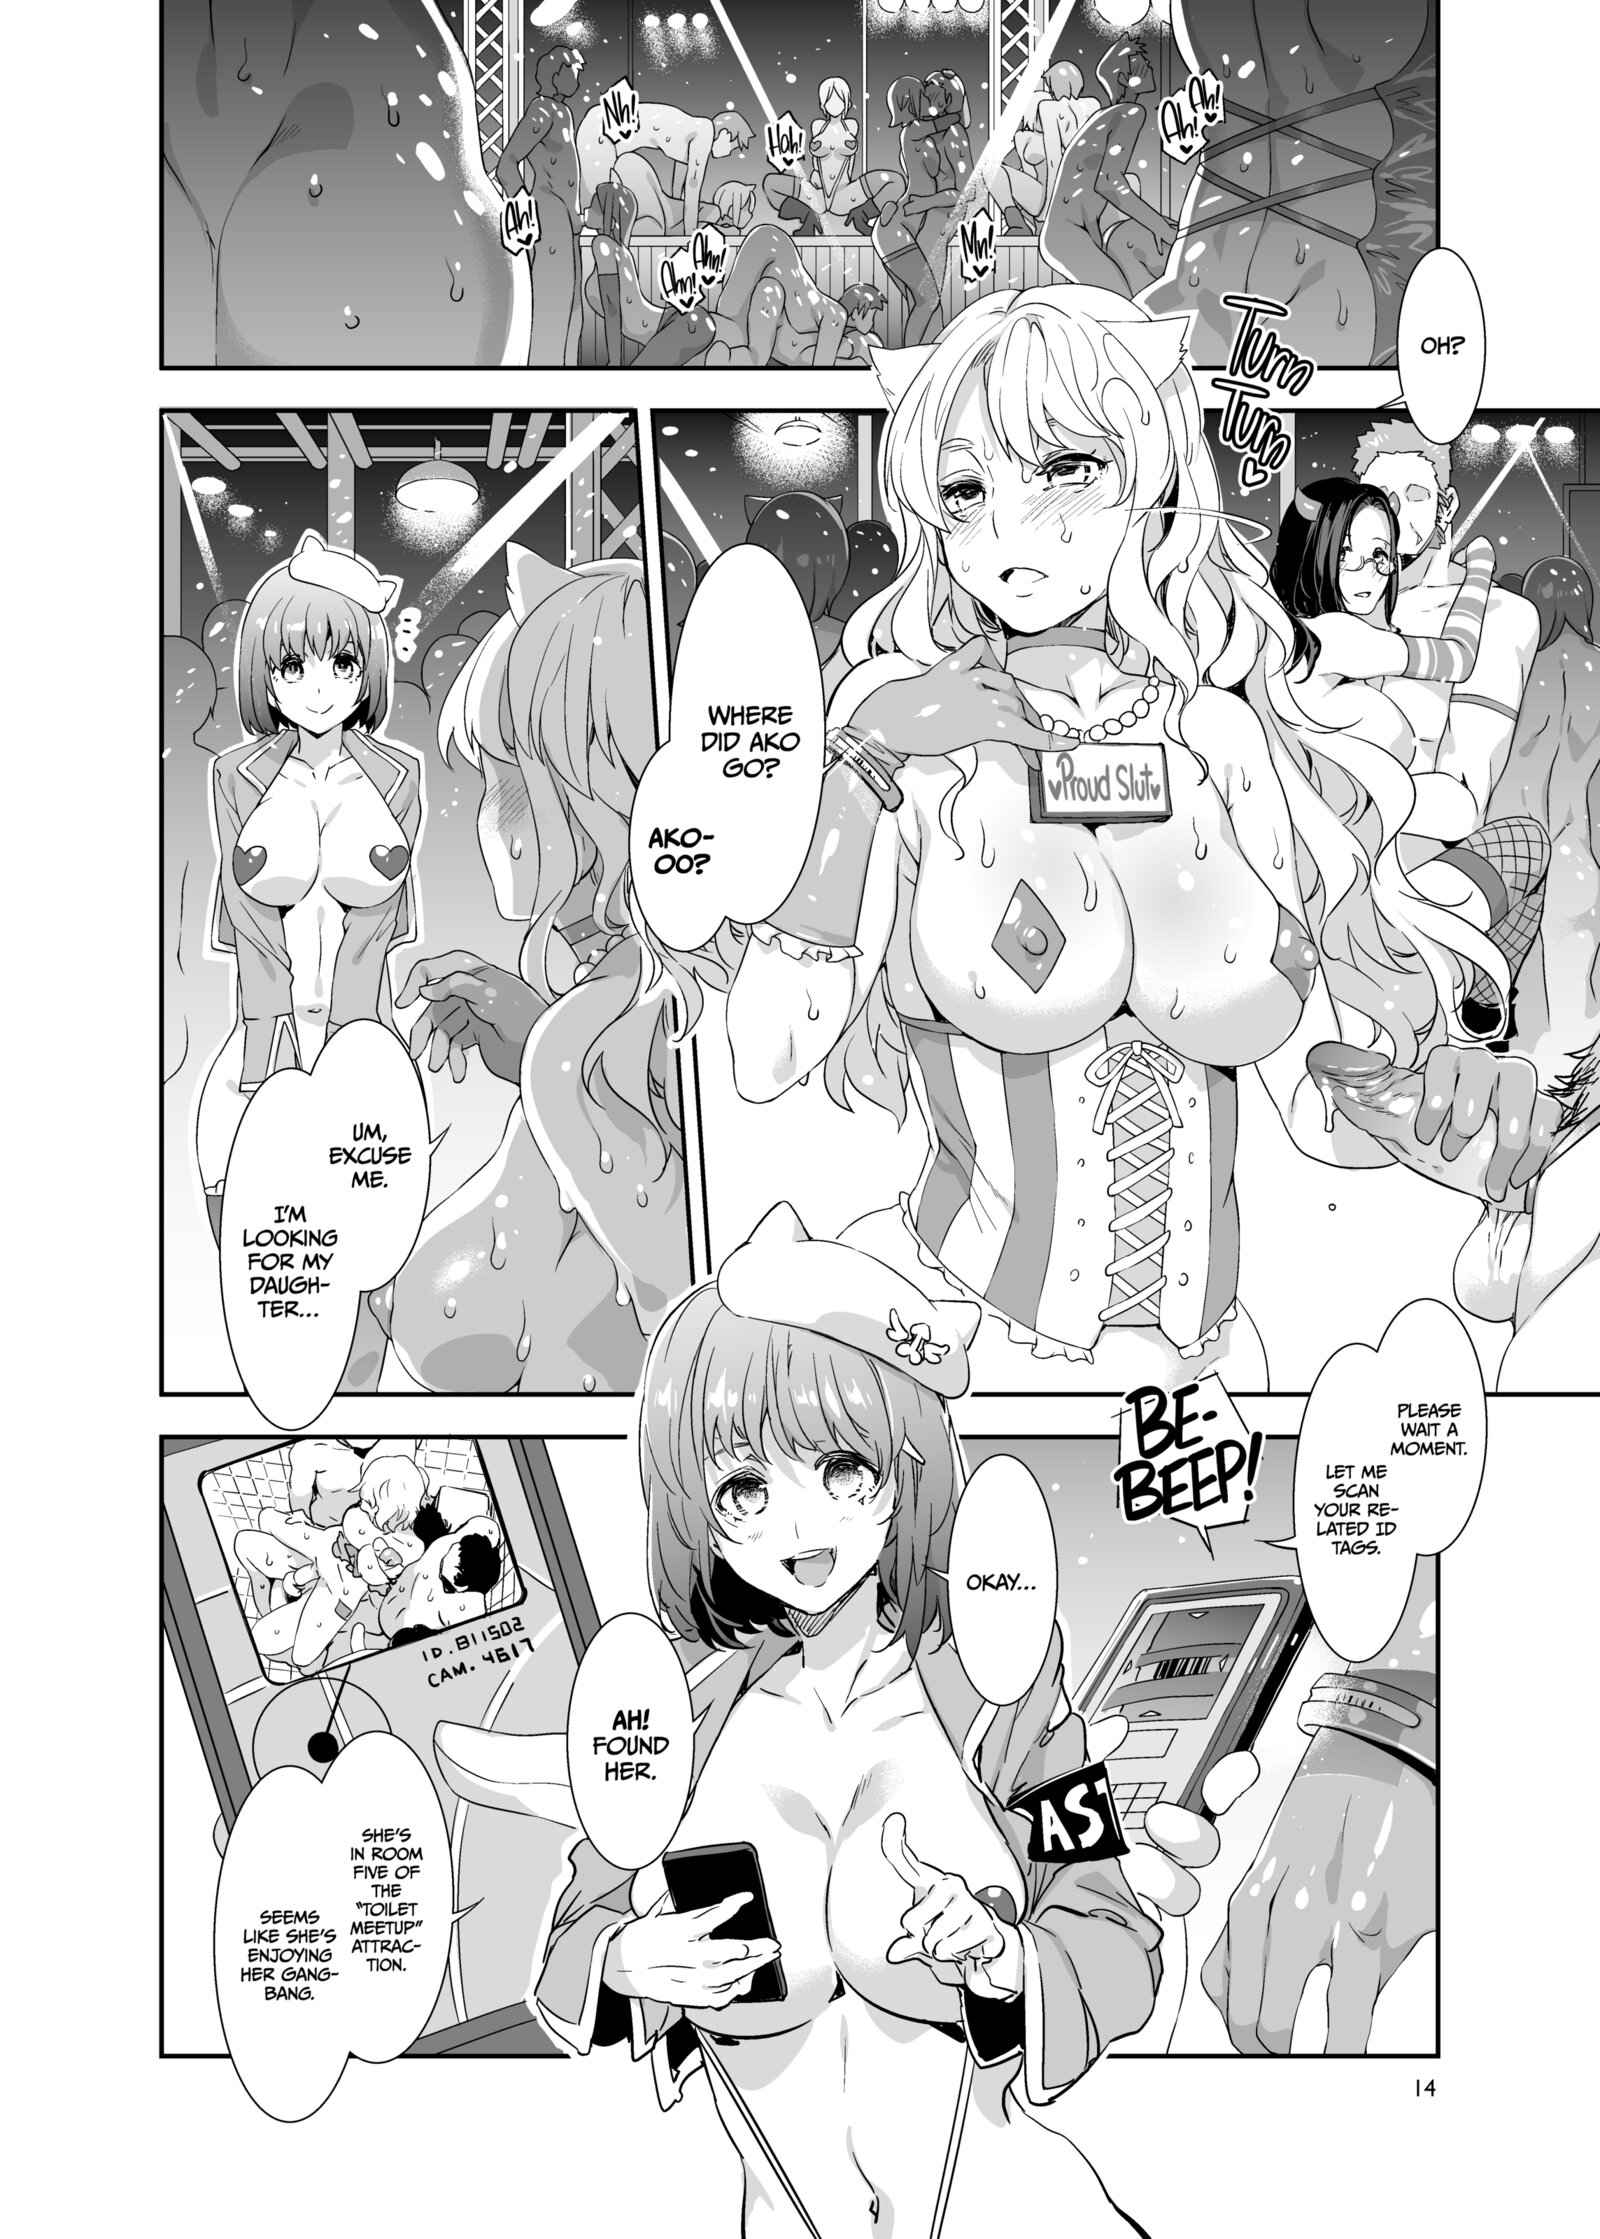 Nh!
Hah!
Ah! Ah!
Ah!
Ahn! Ahn!
Mn!
OH?
Turn
Turn
WHERE
DID AKO
GO?
AKO-
OO?
Proud Slut
UM,
EXCUSE
ME.
I'M
LOOKING
FOR MY
DAUGH-
TER...
PLEASE
WAIT A
MOMENT.
LET ME
SCAN
YOUR RE-
LATED ID
TAGS.
BE-
BEEP!
OKAY...
AST
AH!
FOUND
HER.
ID. B11502
CAM. 4617
SHE'S
IN ROOM
FIVE OF
THE
"TOILET
MEETUP"
ATTRAC-
TION.
SEEMS
LIKE SHE'S
ENJOYING
HER GANG-
BANG.
14